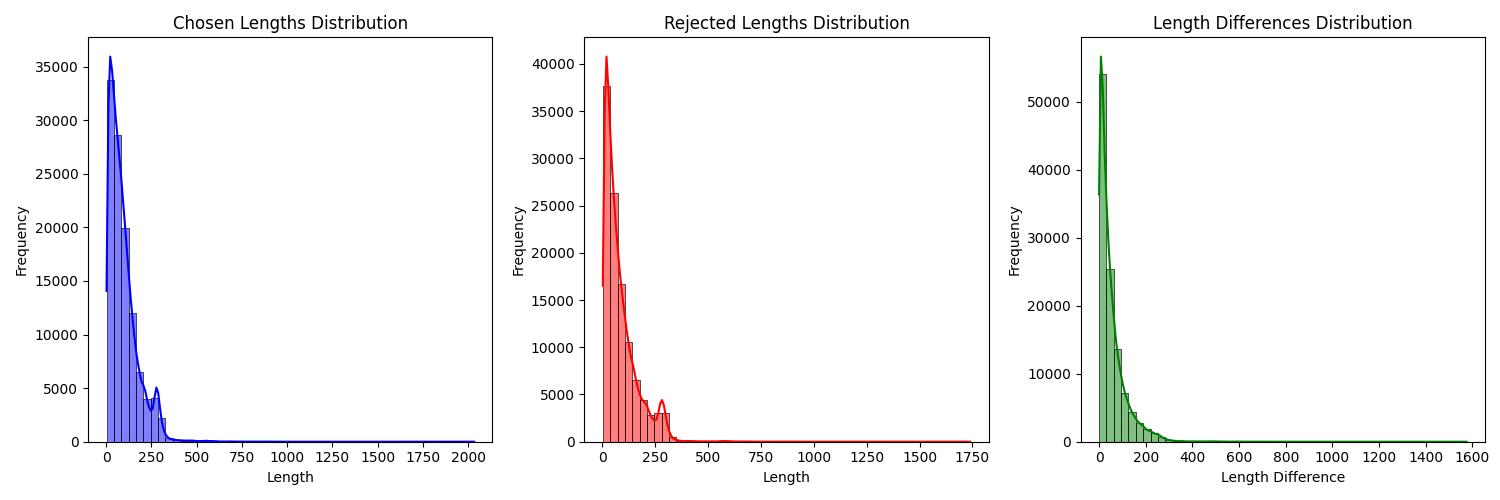 Chosen Lengths Distribution
Frequency
35000
30000
25000
20000
15000
10000
5000
0
0 250 500 750 1000 1250 1500 1750 2000
Length
Rejected Lengths Distribution
Frequency
40000
35000
30000
25000
20000
15000
10000
5000
0
0 250 500 750 1000 1250 1500 1750
Length
Length Differences Distribution
Frequency
50000
40000
30000
20000
10000
0
0 200 400 600 800 1000 1200 1400 1600
Length Difference